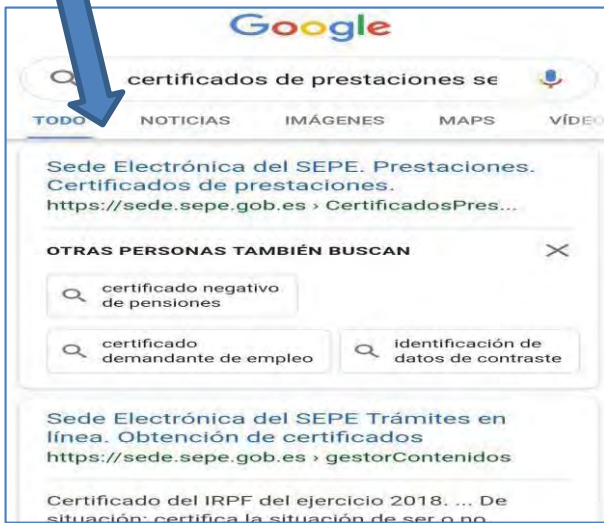 Google
certificados de prestaciones se
TODO NOTICIAS IMÁGENES MAPS VÍDEO
Sede Electrónica del SEPE. Prestaciones.
Certificados de prestaciones.
https://sede.sepe.gob.es › CertificadosPres...
OTRAS PERSONAS TAMBIÉN BUSCAN
certificado negativo
de pensiones
certificado
demandante de empleo
identificación de
datos de contraste
Sede Electrónica del SEPE Trámites en
línea. Obtención de certificados
https://sede.sepe.gob.es › gestorContenidos
Certificado del IRPF del ejercicio 2018. ... De
situación: certifica la situación de ser o no